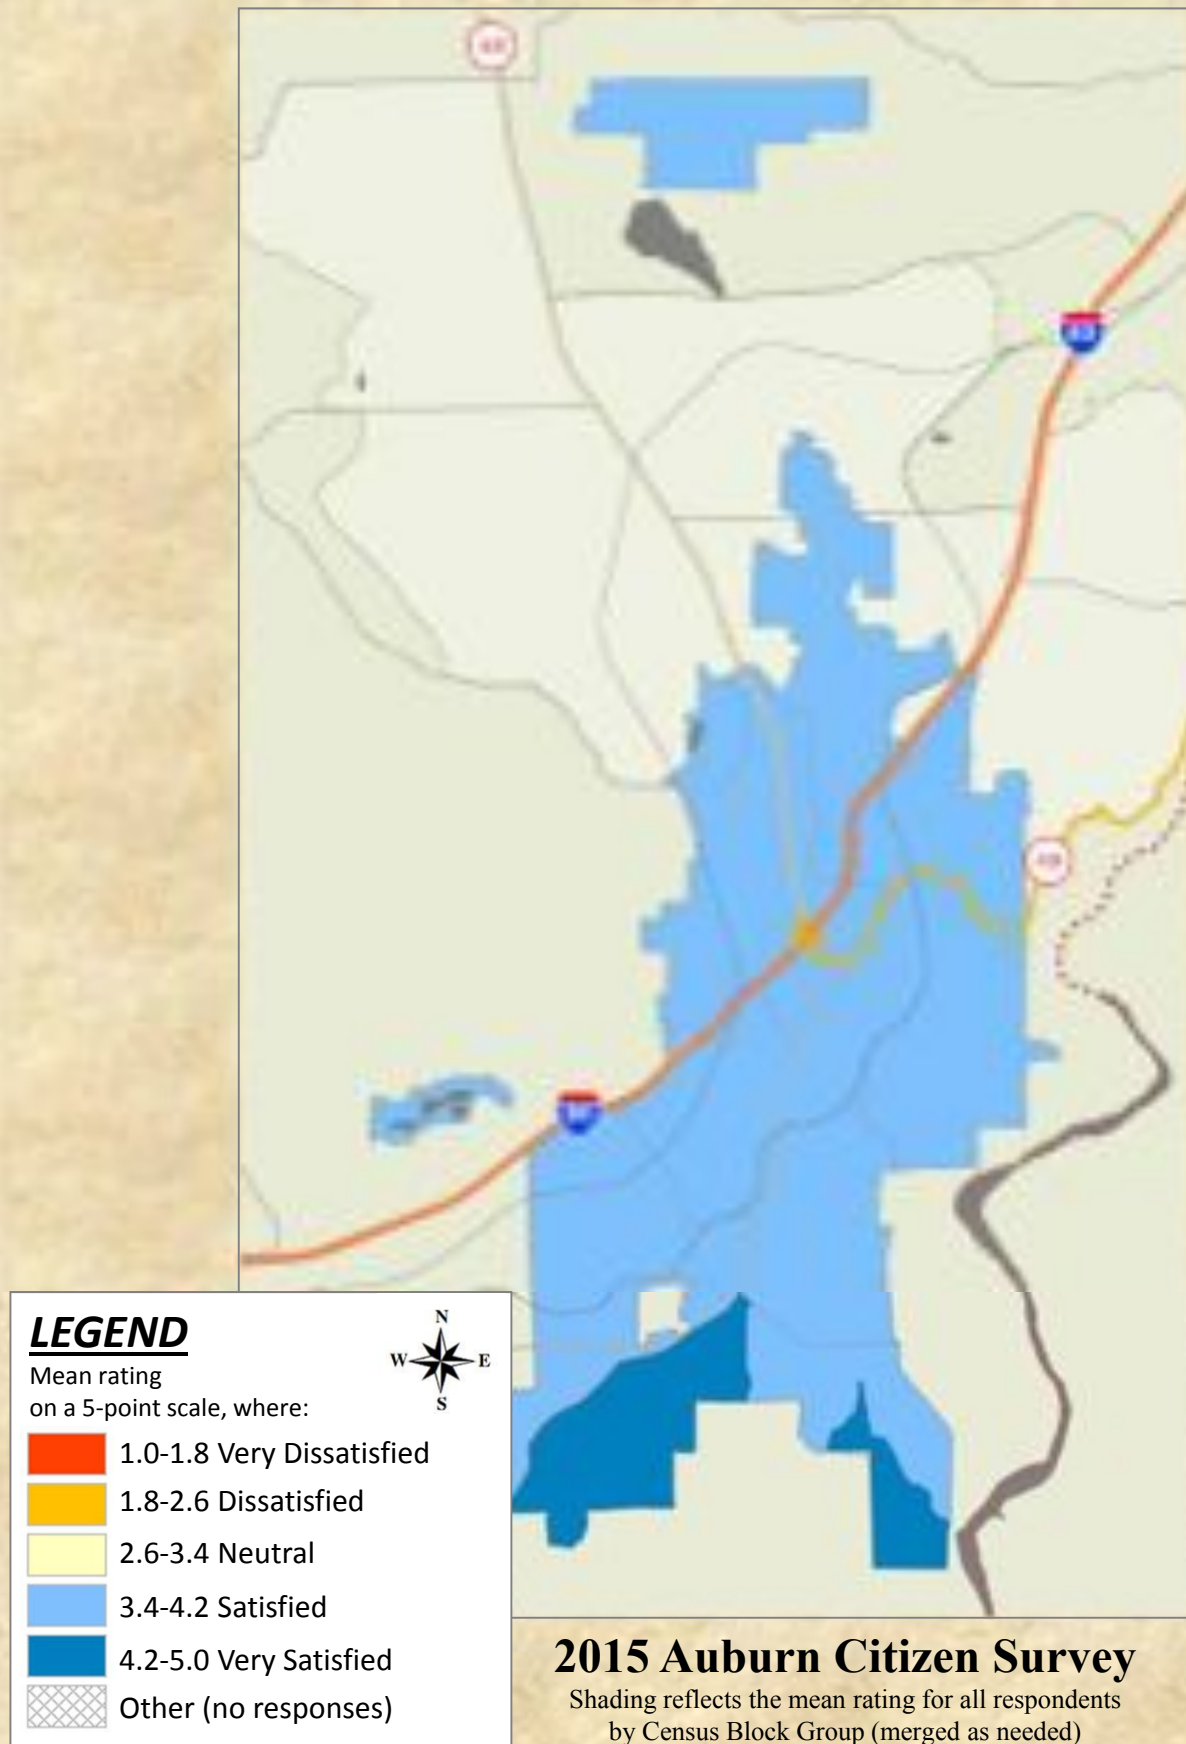 LEGEND
Mean rating
on a 5-point scale, where:
N
W E
S
1.0-1.8 Very Dissatisfied
1.8-2.6 Dissatisfied
2.6-3.4 Neutral
3.4-4.2 Satisfied
4.2-5.0 Very Satisfied
Other (no responses)
2015 Auburn Citizen Survey
Shading reflects the mean rating for all respondents
by Census Block Group (merged as needed)